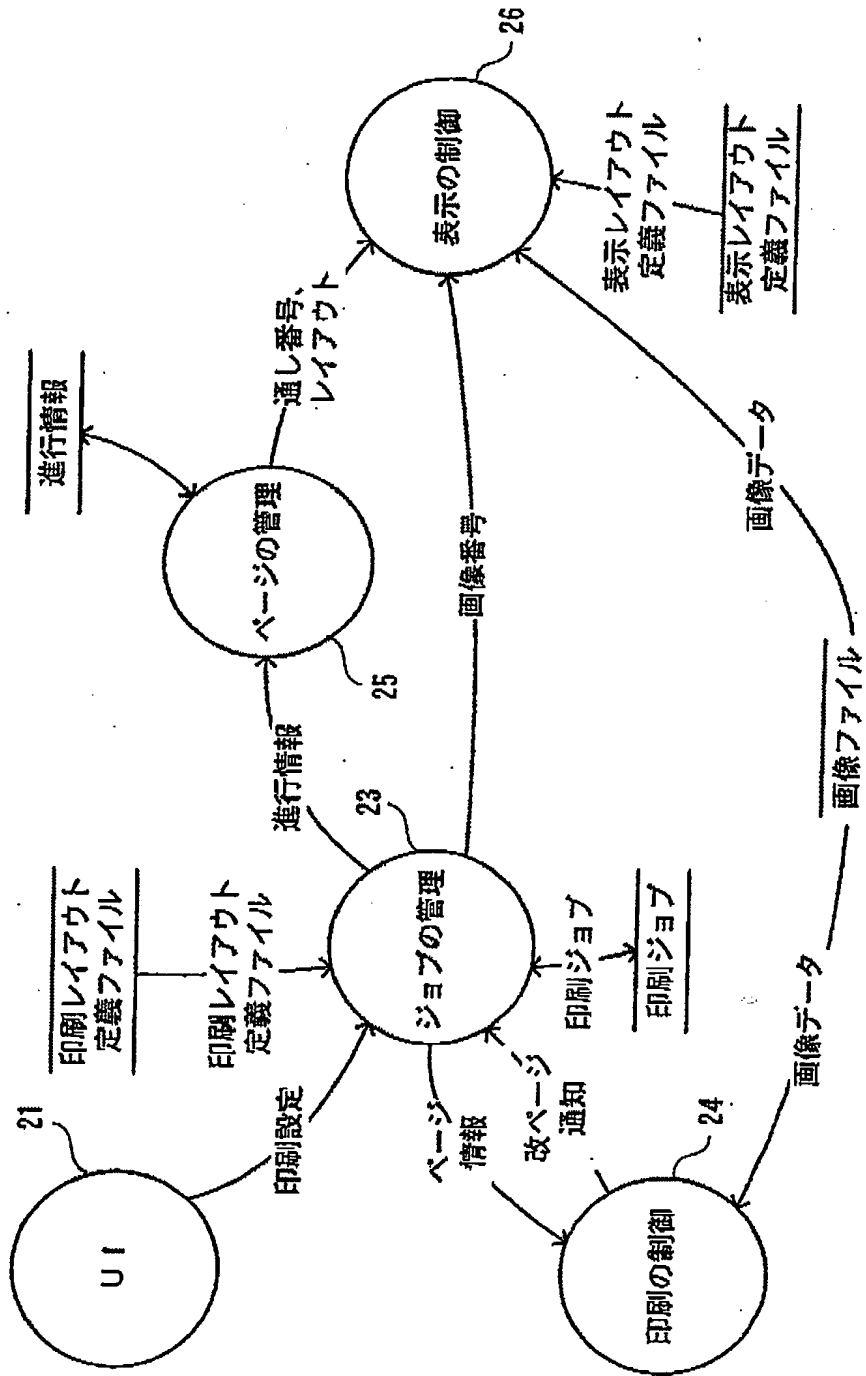 21
UI
印刷設定
印刷レイアウト
定義ファイル
印刷レイアウト
定義ファイル
進行情報
23
ジョブの管理
ページ
情報
改ページ
通知
24
印刷の制御
印刷ジョブ
印刷ジョブ
25
ページの管理
進行情報
通し番号、
レイアウト
画像番号
26
表示の制御
表示レイアウト
定義ファイル
表示レイアウト
定義ファイル
画像データ
画像ファイル
画像データ